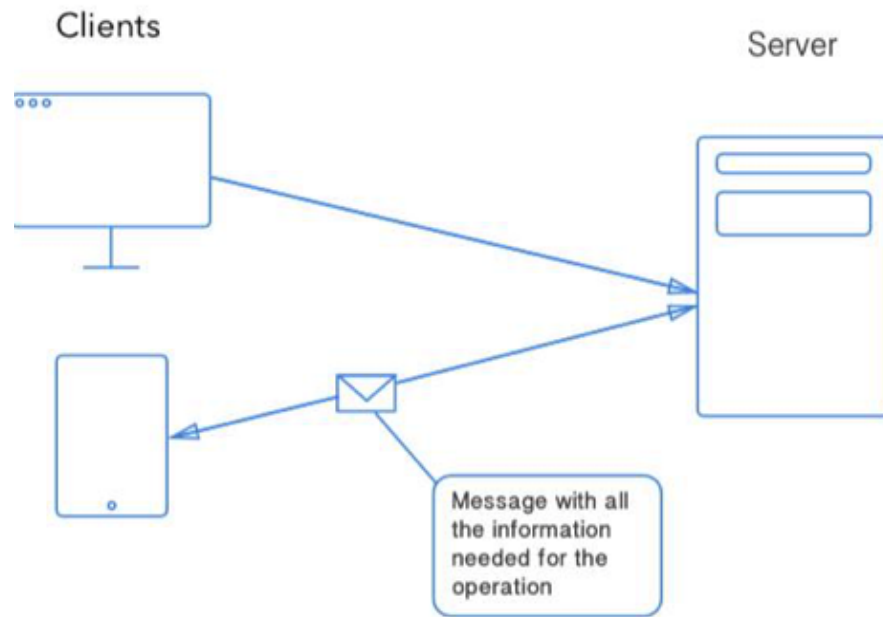 Clients
Server
Message with all
the information
needed for the
operation